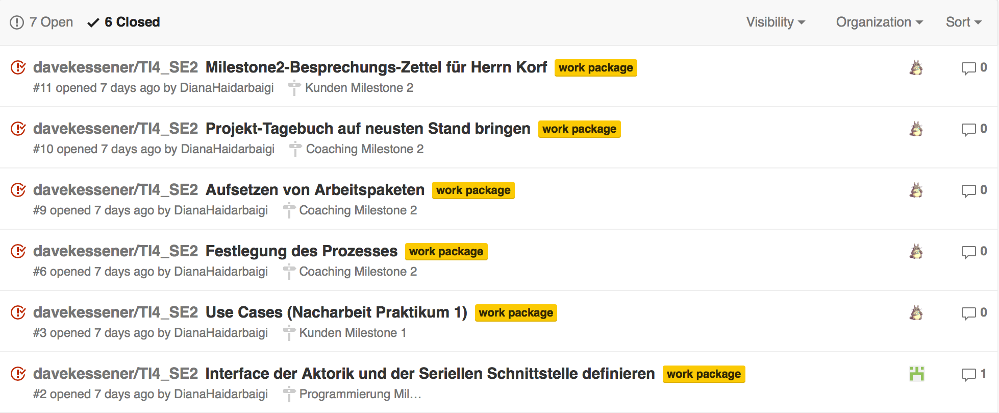 7 Open 6 Closed Visibility Organization Sort
davekessener/TI4_SE2 Milestone2-Besprechungs-Zettel für Herrn Korf work package 0
#11 opened 7 days ago by DianaHaidarbaigi Kunden Milestone 2
davekessener/TI4_SE2 Projekt-Tagebuch auf neusten Stand bringen work package 0
#10 opened 7 days ago by DianaHaidarbaigi Coaching Milestone 2
davekessener/TI4_SE2 Aufsetzen von Arbeitspaketen work package 0
#9 opened 7 days ago by DianaHaidarbaigi Coaching Milestone 2
davekessener/TI4_SE2 Festlegung des Prozesses work package 0
#6 opened 7 days ago by DianaHaidarbaigi Coaching Milestone 2
davekessener/TI4_SE2 Use Cases (Nacharbeit Praktikum 1) work package 0
#3 opened 7 days ago by DianaHaidarbaigi Kunden Milestone 1
davekessener/TI4_SE2 Interface der Aktorik und der Seriellen Schnittstelle definieren work package 1
#2 opened 7 days ago by DianaHaidarbaigi Programmierung Mil…